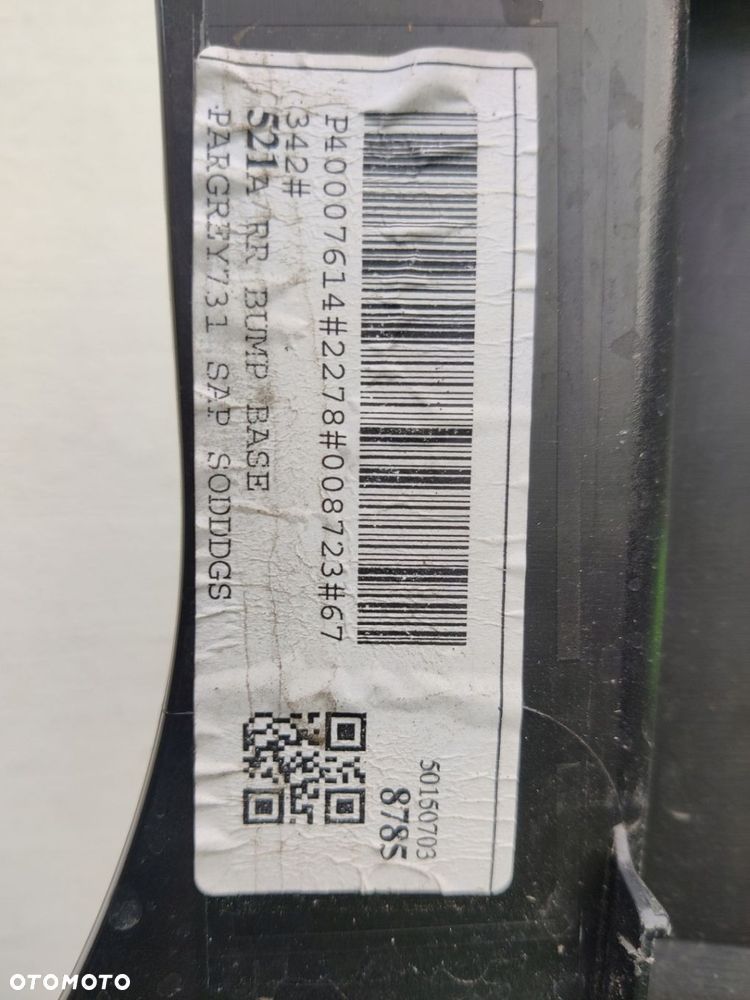 50150703
8785
P40007614#2278#008723#67
342#
521A RR BUMP BASE
PARGREY731 SAP SODDDGS
OTOMOTO